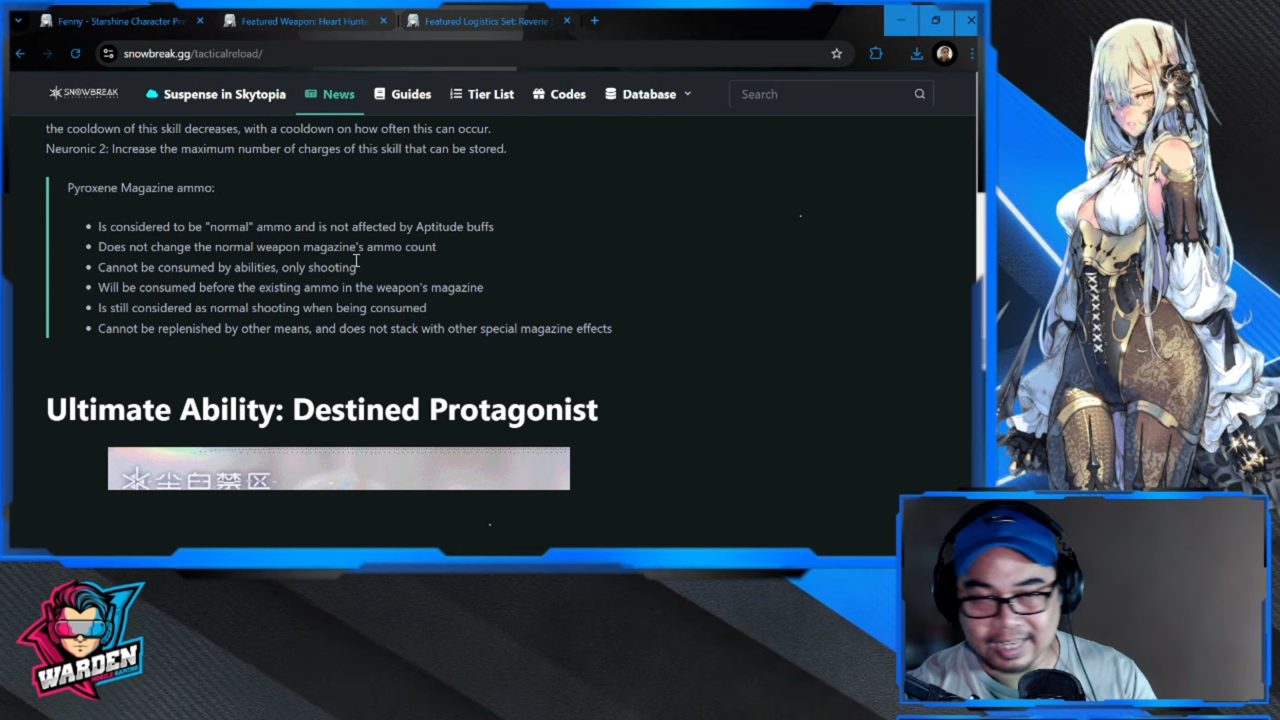 Fenny - Starshine Character Pre
Featured Weapon: Heart Hunte
Featured Logistics Set: Reverie
snowbreak.gg/tacticalreload/
SNOWBREAK
Suspense in Skytopia
News
Guides
Tier List
Codes
Database
Search
the cooldown of this skill decreases, with a cooldown on how often this can occur.
Neuronic 2: Increase the maximum number of charges of this skill that can be stored.
Pyroxene Magazine ammo:
Is considered to be "normal" ammo and is not affected by Aptitude buffs
Does not change the normal weapon magazine's ammo count
Cannot be consumed by abilities, only shooting
Will be consumed before the existing ammo in the weapon's magazine
Is still considered as normal shooting when being consumed
Cannot be replenished by other means, and does not stack with other special magazine effects
Ultimate Ability: Destined Protagonist
尘白禁区
WARDEN
MOBILE GAMING